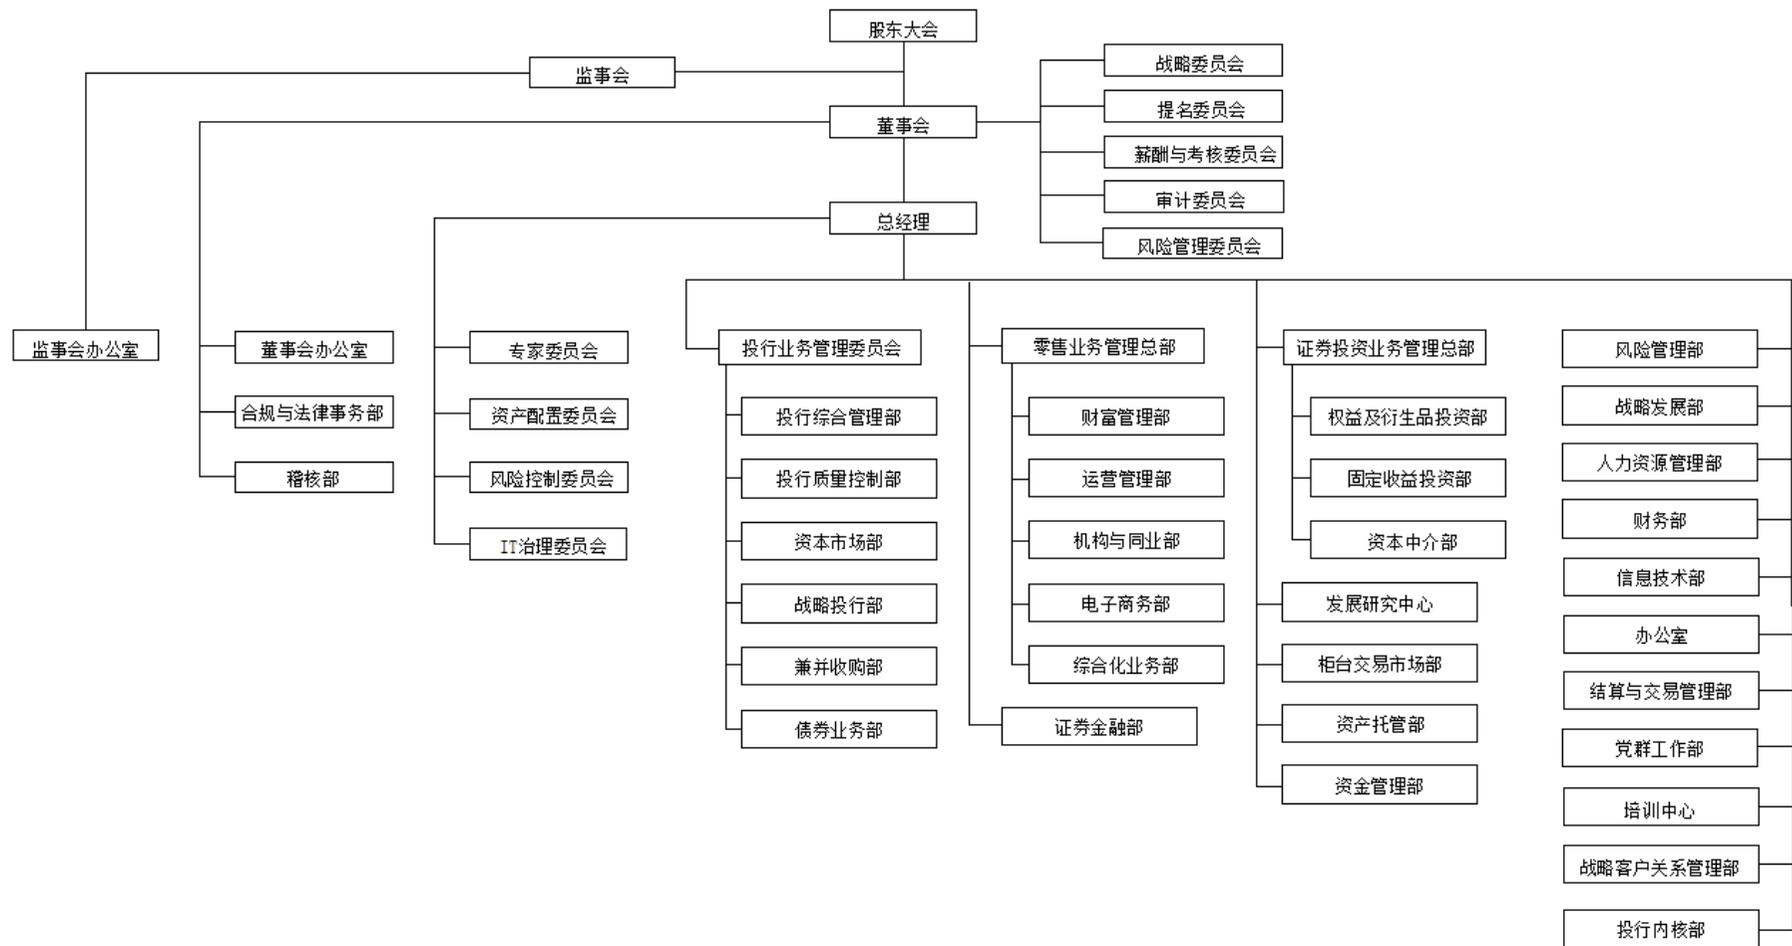 股东大会
监事会
战略委员会
提名委员会
董事会
薪酬与考核委员会
审计委员会
总经理
风险管理委员会
监事会办公室
董事会办公室
合规与法律事务部
稽核部
专家委员会
资产配置委员会
风险控制委员会
IT治理委员会
投行业务管理委员会
投行综合管理部
投行质量控制部
资本市场部
战略投行部
兼并收购部
债券业务部
零售业务管理总部
财富管理部
运营管理部
机构与同业部
电子商务部
综合化业务部
证券金融部
证券投资业务管理总部
权益及衍生品投资部
固定收益投资部
资本中介部
发展研究中心
柜台交易市场部
资产托管部
资金管理部
风险管理部
战略发展部
人力资源管理部
财务部
信息技术部
办公室
结算与交易管理部
党群工作部
培训中心
战略客户关系管理部
投行内核部